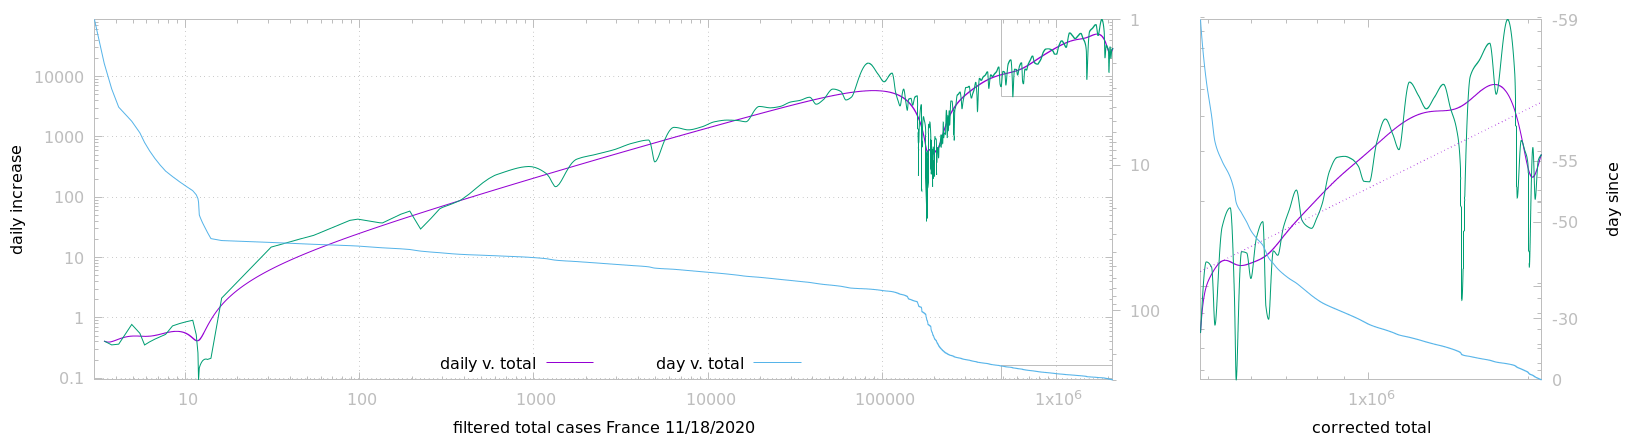 daily increase
10000
1000
100
10
1
0.1
10
100
1000
10000
100000
1x10⁶
1
10
100
daily v. total
day v. total
filtered total cases France 11/18/2020
-59
-55
-50
-30
0
day since
1x10⁶
corrected total